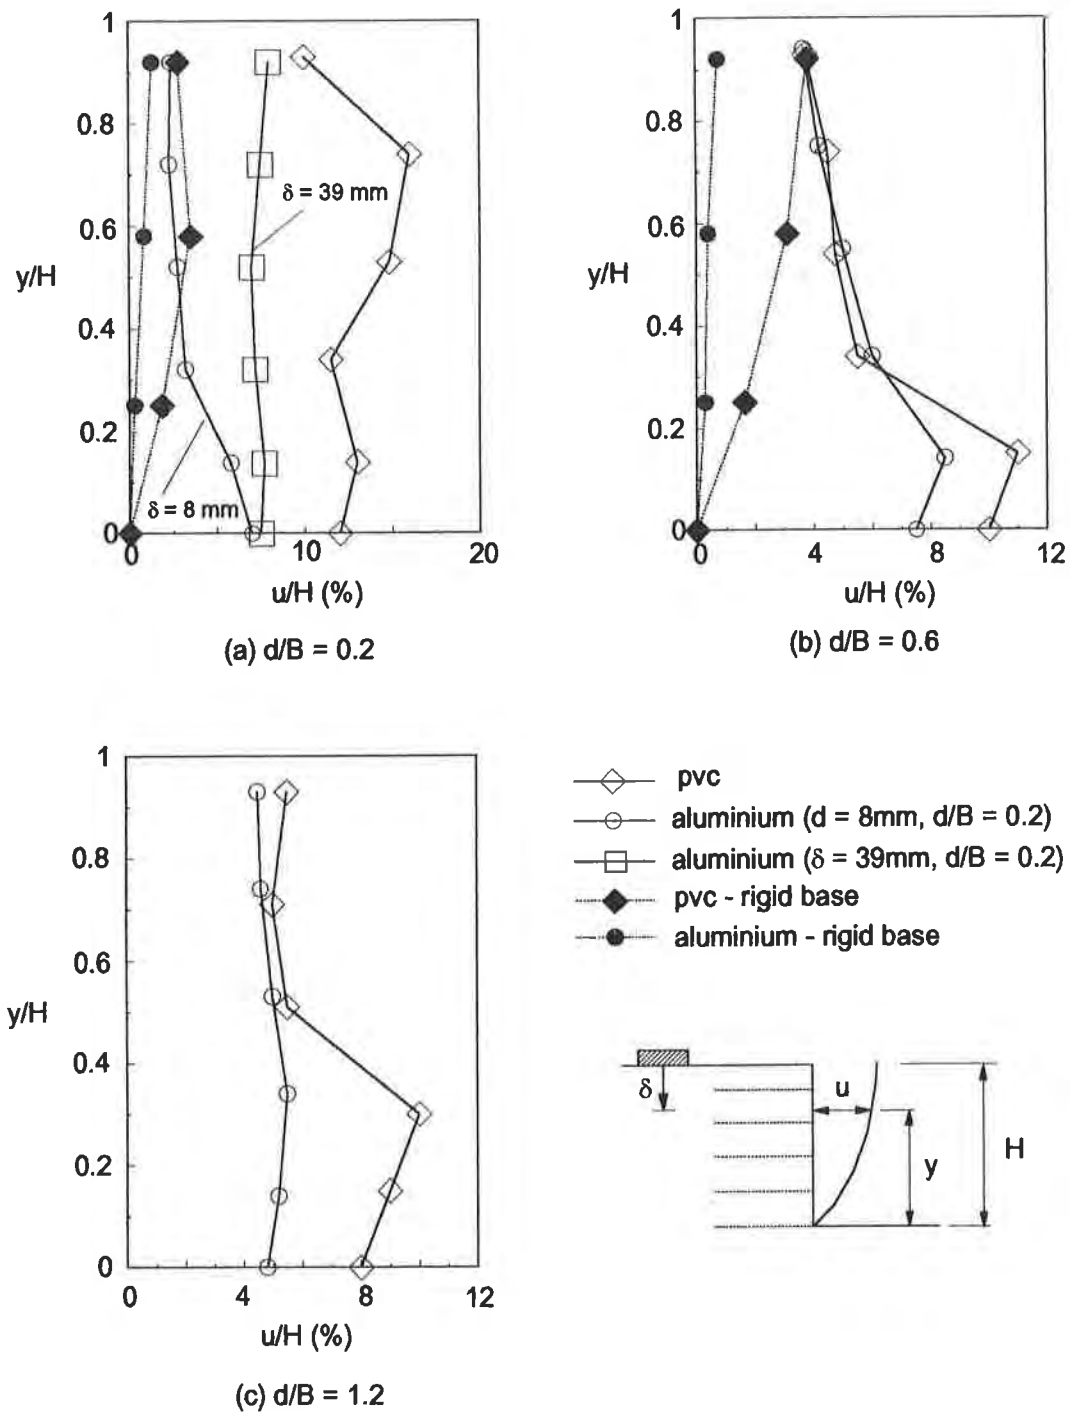 1
0.8
0.6
y/H
0.4
0.2
0
δ = 39 mm
δ = 8 mm
0
10
20
u/H (%)
(a) d/B = 0.2
1
0.8
0.6
y/H
0.4
0.2
0
0
4
8
12
u/H (%)
(b) d/B = 0.6
1
0.8
0.6
y/H
0.4
0.2
0
0
4
8
12
u/H (%)
(c) d/B = 1.2
pvc
aluminium (d = 8mm, d/B = 0.2)
aluminium (δ = 39mm, d/B = 0.2)
pvc - rigid base
aluminium - rigid base
δ
u
y
H